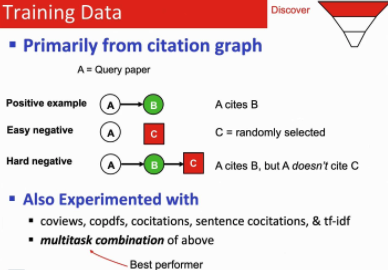 Training Data
Discover
▪ Primarily from citation graph
A = Query paper
Positive example A B A cites B
Easy negative A C C = randomly selected
Hard negative A B C A cites B, but A doesn't cite C
▪ Also Experimented with
▪ coviews, copdfs, cocitations, sentence cocitations, & tf-idf
▪ multitask combination of above
Best performer